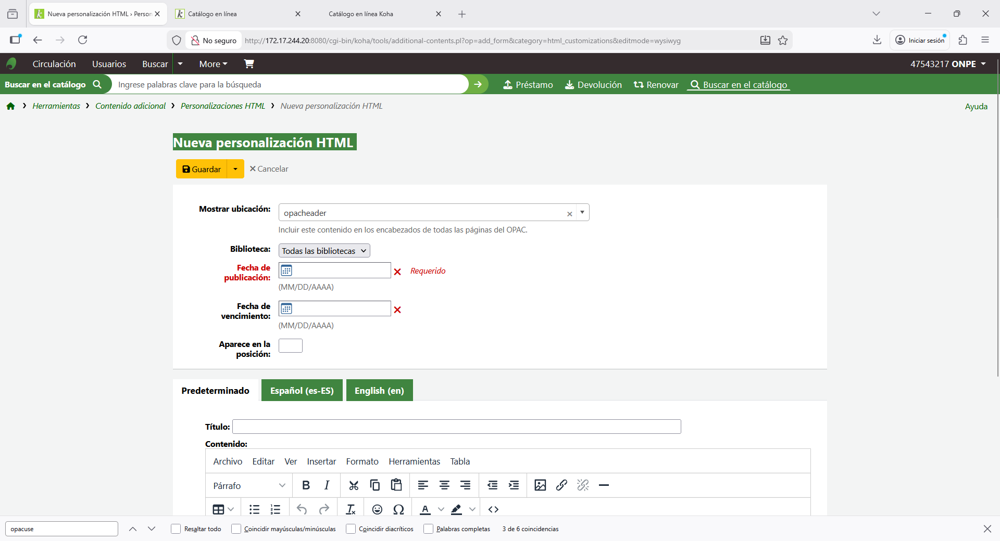 Nueva personalización HTML › Person
Catálogo en línea
Catálogo en línea Koha
No seguro
http://172.17.244.20:8080/cgi-bin/koha/tools/additional-contents.pl?op=add_form&category=html_customizations&editmode=wysiwyg
Iniciar sesión
Circulación
Usuarios
Buscar
More
47543217 ONPE
Buscar en el catálogo
Ingrese palabras clave para la búsqueda
Préstamo
Devolución
Renovar
Buscar en el catálogo
Herramientas
Contenido adicional
Personalizaciones HTML
Nueva personalización HTML
Ayuda
Nueva personalización HTML
Guardar
Cancelar
Mostrar ubicación:
opacheader
Incluir este contenido en los encabezados de todas las páginas del OPAC.
Biblioteca:
Todas las bibliotecas
Fecha de publicación:
Requerido
(MM/DD/AAAA)
Fecha de vencimiento:
(MM/DD/AAAA)
Aparece en la posición:
Predeterminado
Español (es-ES)
English (en)
Título:
Contenido:
Archivo
Editar
Ver
Insertar
Formato
Herramientas
Tabla
Párrafo
opacuse
Resaltar todo
Coincidir mayúsculas/minúsculas
Coincidir diacríticos
Palabras completas
3 de 6 coincidencias